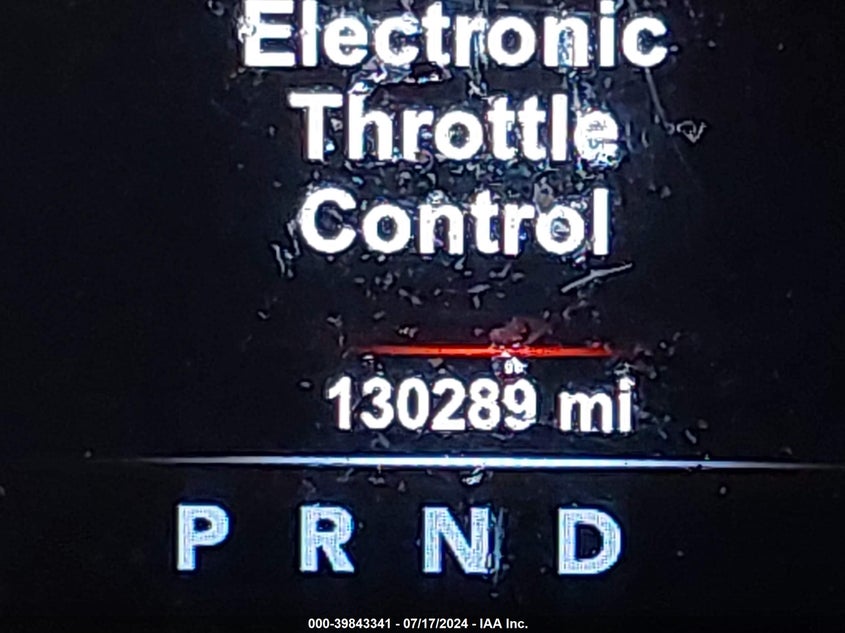 Electronic
Throttle
Control
130289 mi
P R N D
000-39843341 - 07/17/2024 - IAA Inc.